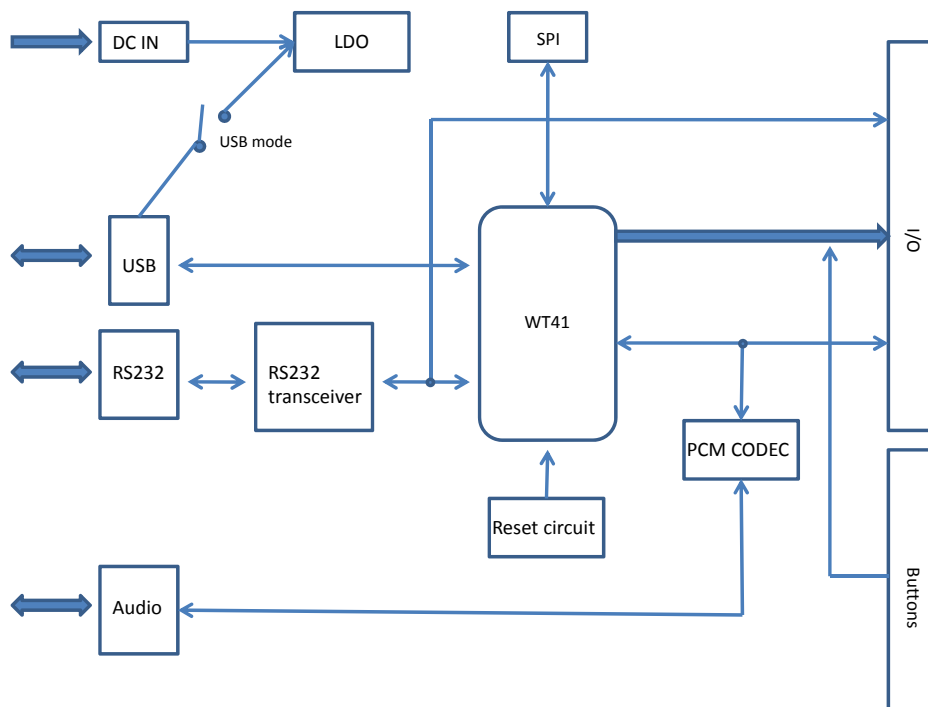 DC IN
LDO
SPI
USB mode
USB
I/O
WT41
RS232
RS232
transceiver
PCM CODEC
Reset circuit
Audio
Buttons